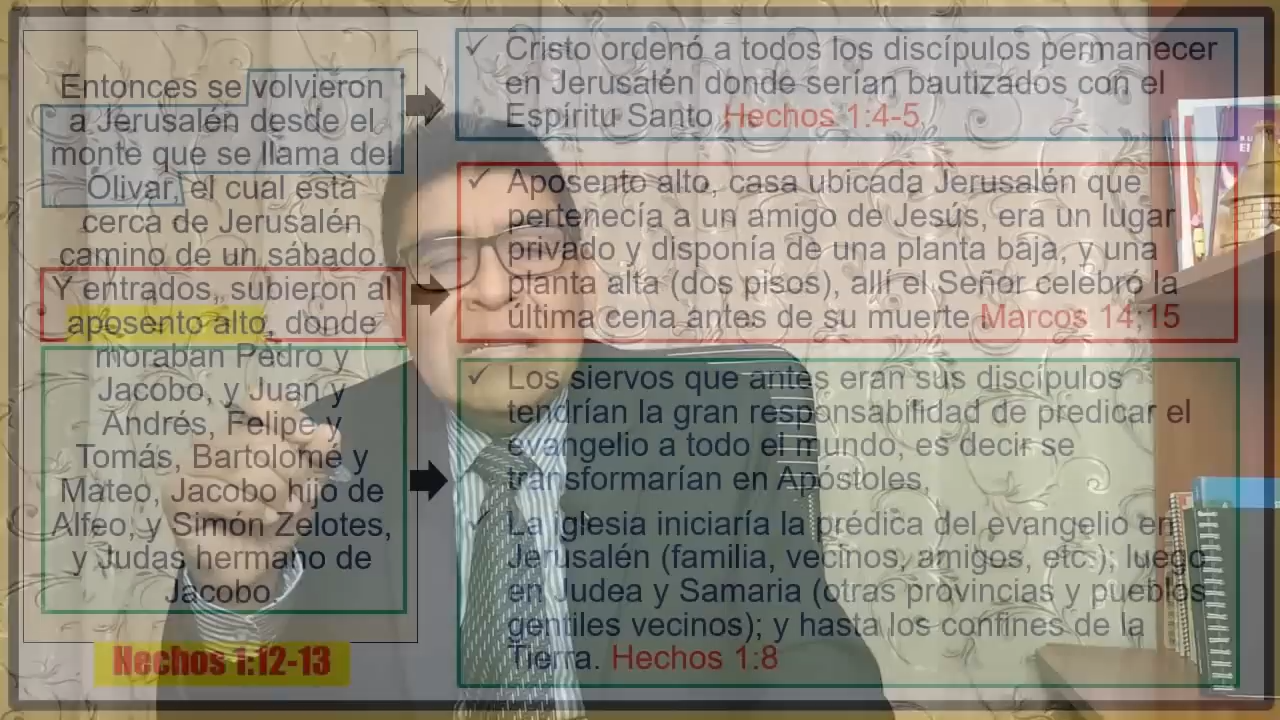 Entonces se volvieron
a Jerusalén desde el
monte que se llama del
Olivar, el cual está
cerca de Jerusalén
camino de un sábado.
Y entrados, subieron al
aposento alto, donde
moraban Pedro y
Jacobo, y Juan y
Andrés, Felipe y
Tomás, Bartolomé y
Mateo, Jacobo hijo de
Alfeo, y Simón Zelotes,
y Judas hermano de
Jacobo.
Hechos 1:12-13
✓ Cristo ordenó a todos los discípulos permanecer
en Jerusalén donde serían bautizados con el
Espíritu Santo Hechos 1:4-5.
✓ Aposento alto, casa ubicada Jerusalén que
pertenecía a un amigo de Jesús, era un lugar
privado y disponía de una planta baja, y una
planta alta (dos pisos), allí el Señor celebró la
última cena antes de su muerte Marcos 14:15
✓ Los siervos que antes eran sus discípulos
tendrían la gran responsabilidad de predicar el
evangelio a todo el mundo, es decir se
transformarían en Apóstoles,
✓ La iglesia iniciaría la prédica del evangelio en
Jerusalén (familia, vecinos, amigos, etc.); luego
en Judea y Samaria (otras provincias y pueblos
gentiles vecinos); y hasta los confines de la
Tierra. Hechos 1:8